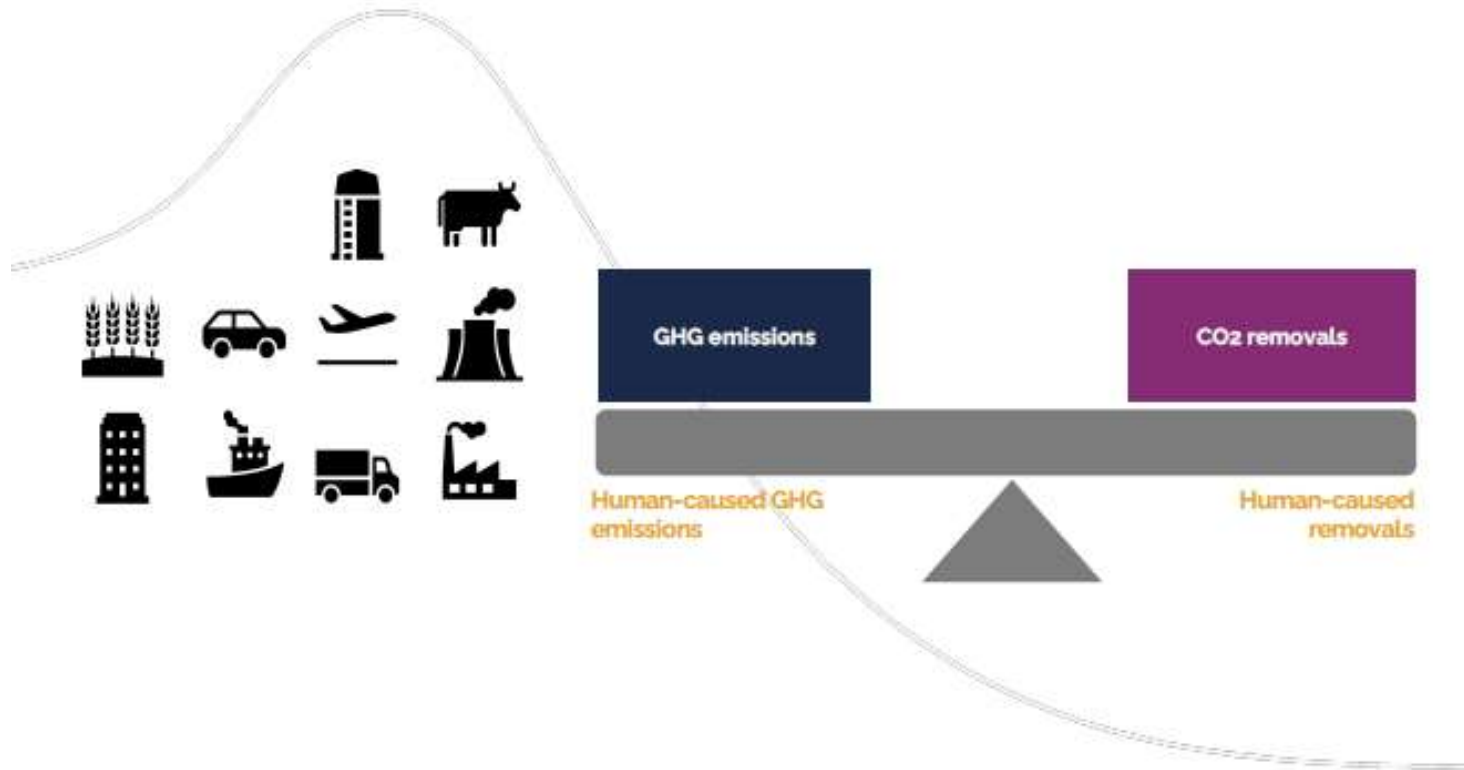 GHG emissions
CO2 removals
Human-caused GHG
emissions
Human-caused
removals